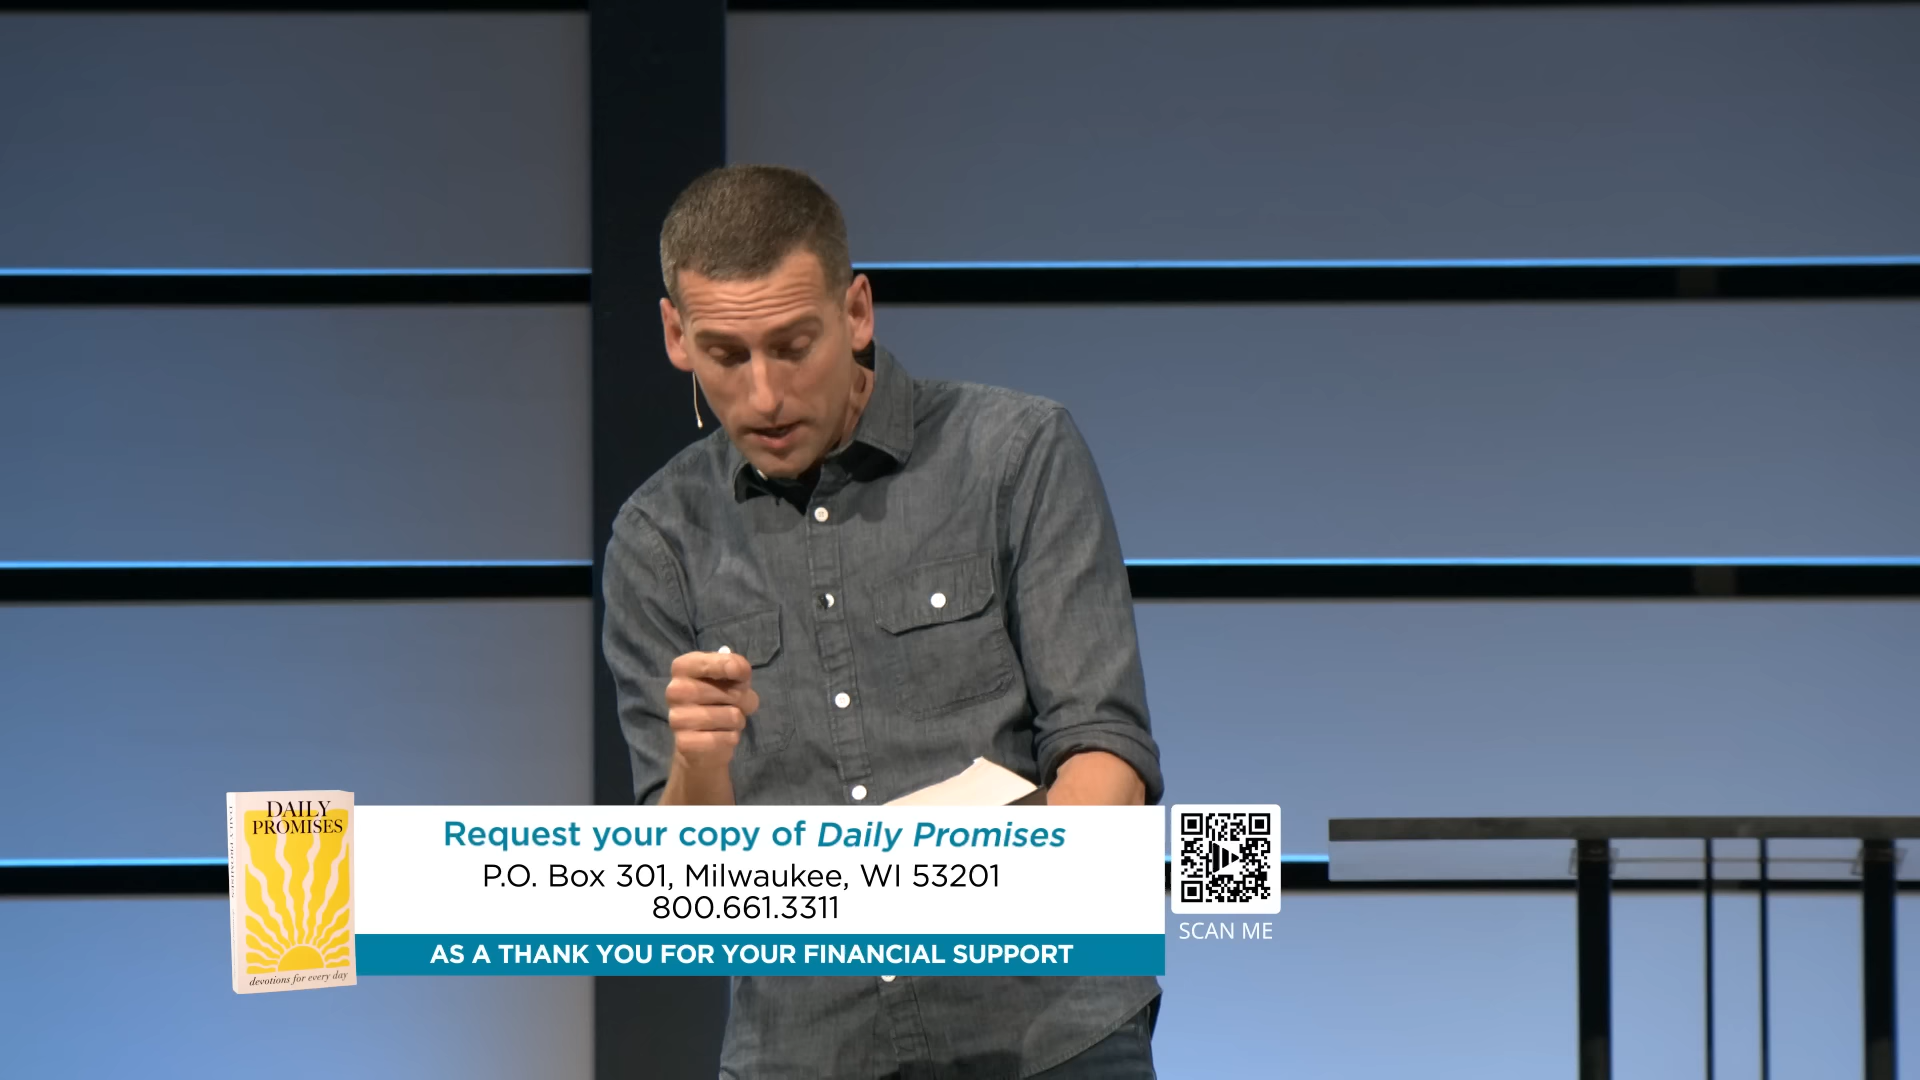 DAILY
PROMISES
devotions for every day
Request your copy of Daily Promises
P.O. Box 301, Milwaukee, WI 53201
800.661.3311
AS A THANK YOU FOR YOUR FINANCIAL SUPPORT
SCAN ME